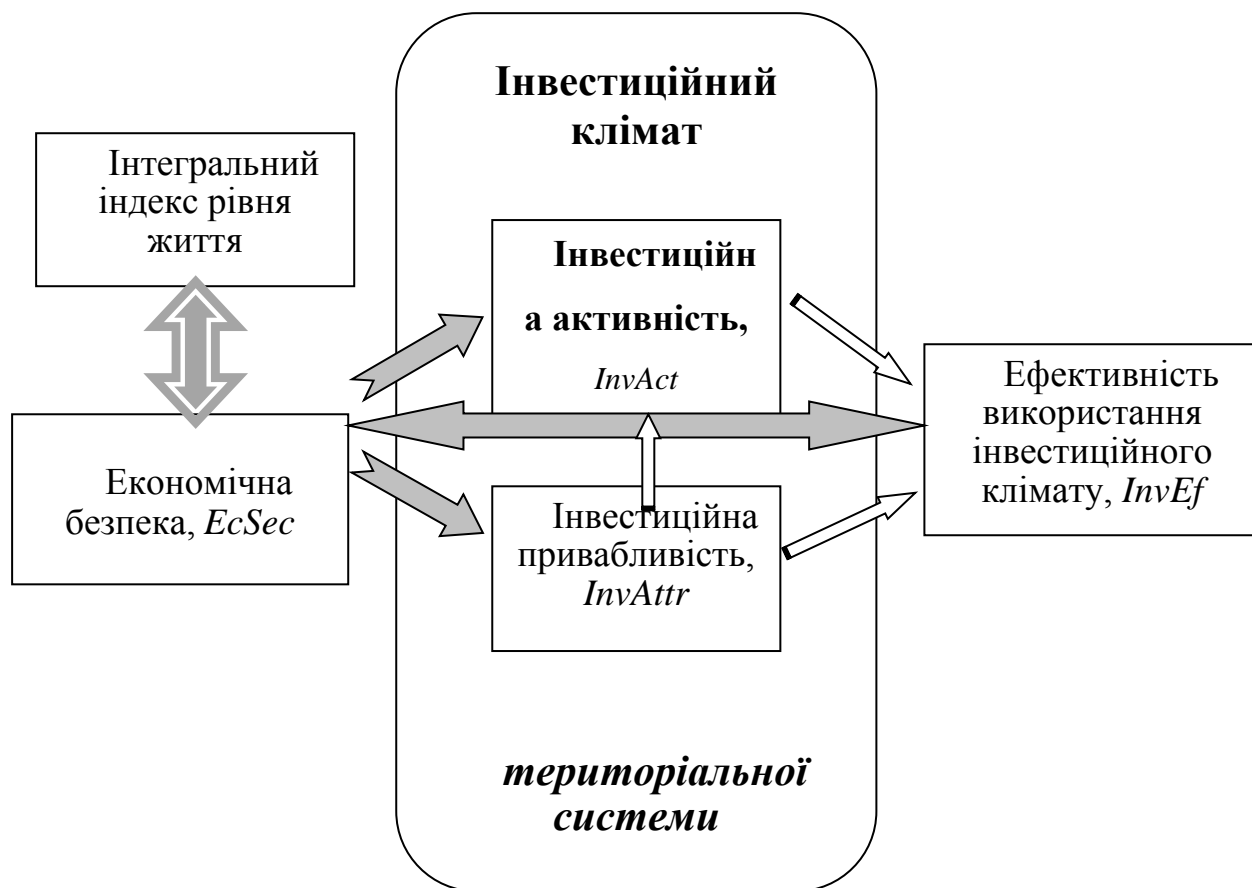 Інвестиційний
клімат
Інтегральний
індекс рівня
життя
Інвестиційн
а активність,
InvAct
Економічна
безпека, EcSec
Інвестиційна
привабливість,
InvAttr
Ефективність
використання
інвестиційного
клімату, InvEf
територіальної
системи